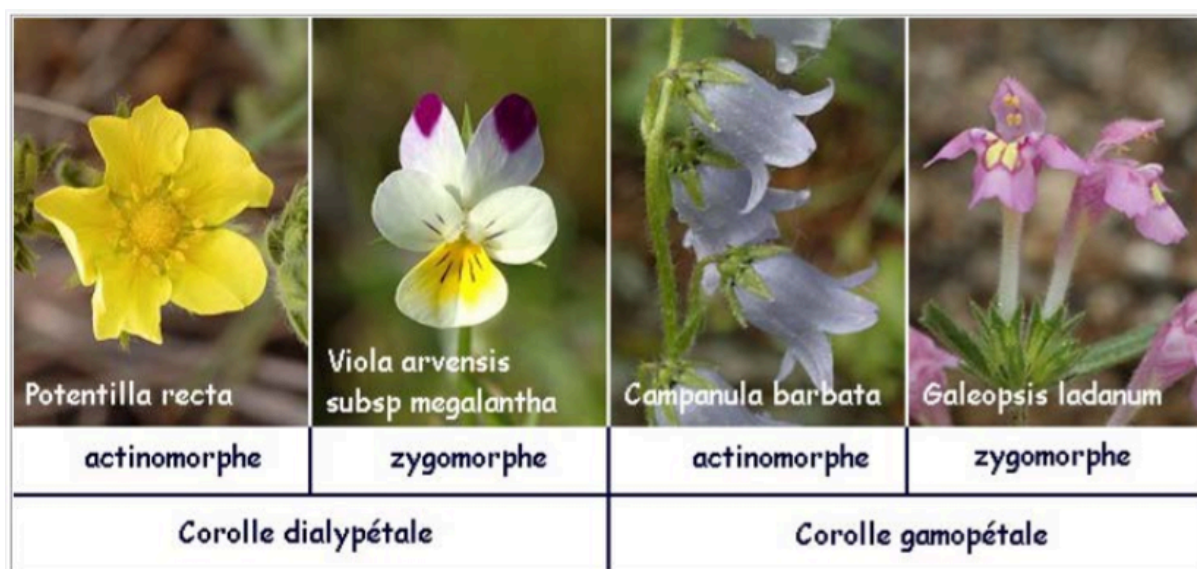 Potentilla recta
Viola arvensis
subsp megalantha
Campanula barbata
Galeopsis ladanum
actinomorphe
zygomorphe
actinomorphe
zygomorphe
Corolle dialypétale
Corolle gamopétale